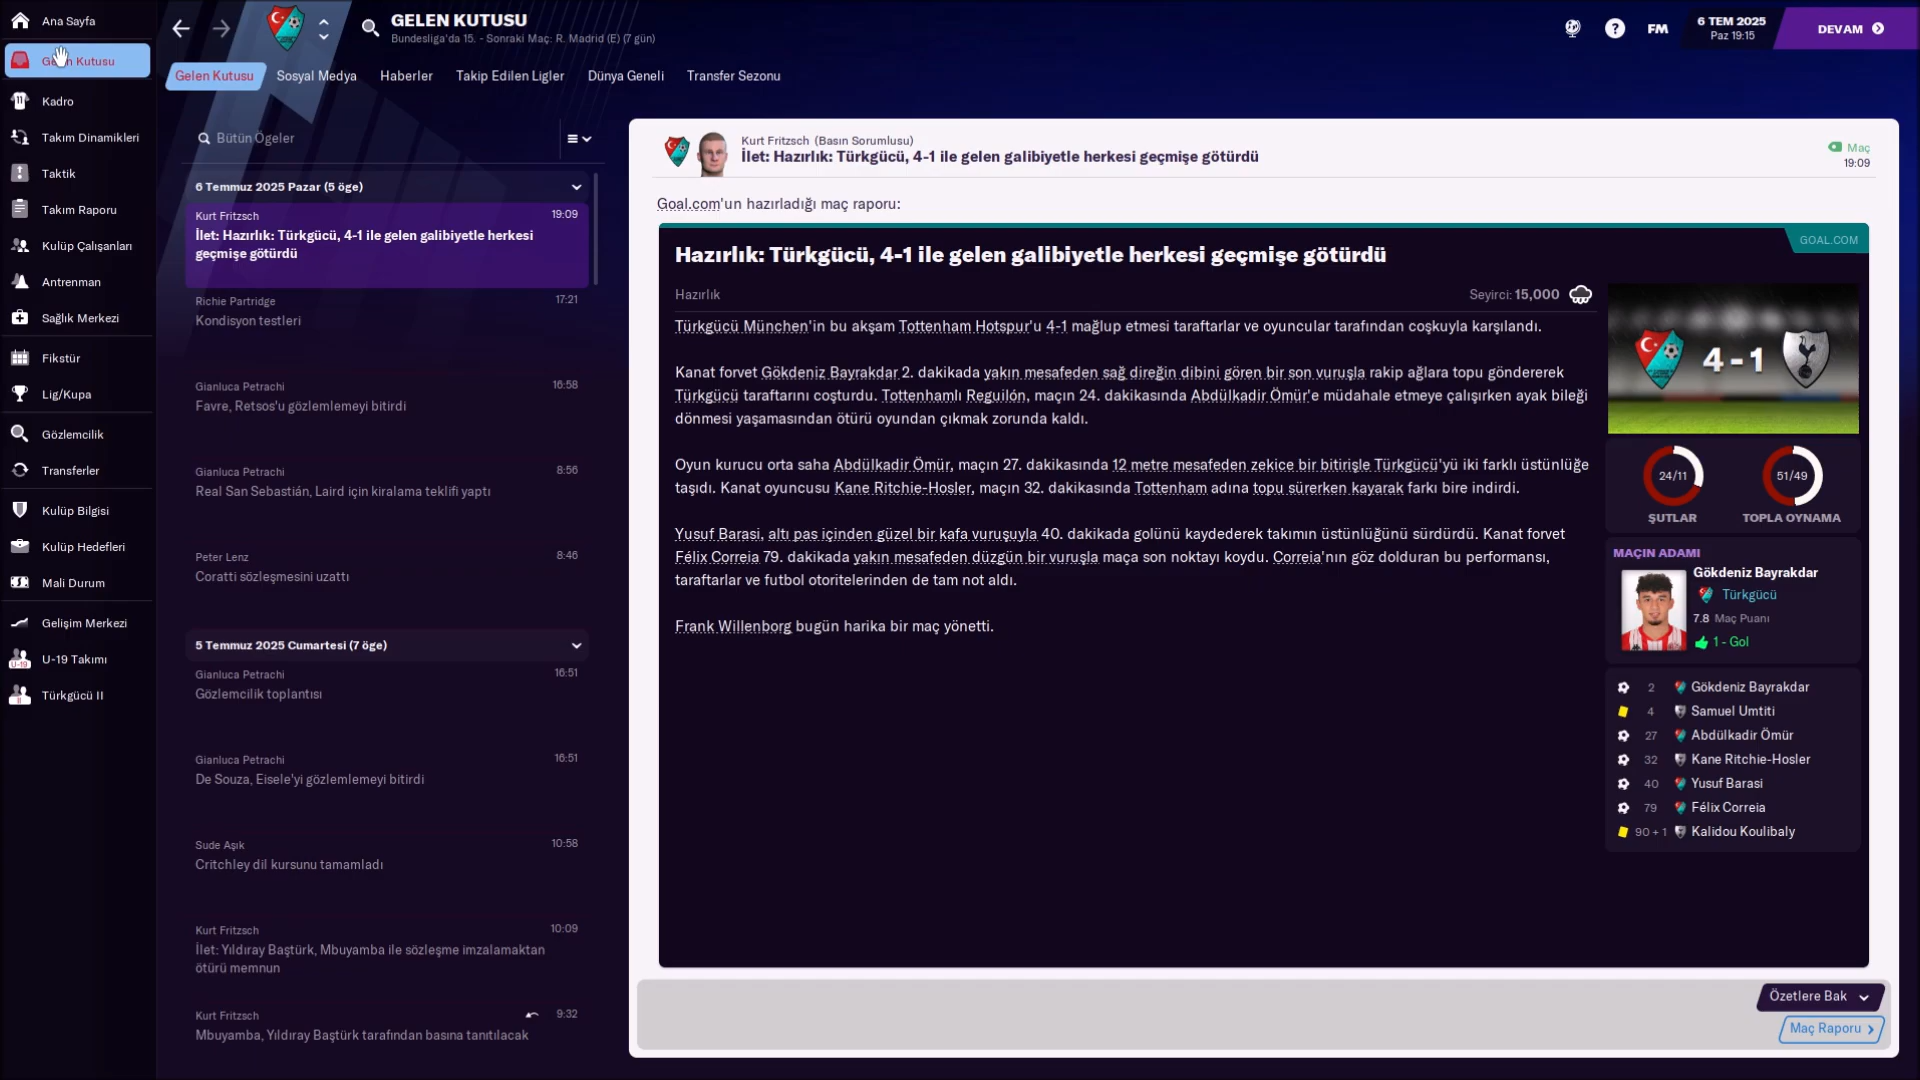 Ana Sayfa
Gelen Kutusu
Kadro
Takım Dinamikleri
Taktik
Takım Raporu
Kulüp Çalışanları
Antrenman
Sağlık Merkezi
Fikstür
Lig/Kupa
Gözlemcilik
Transferler
Kulüp Bilgisi
Kulüp Hedefleri
Mali Durum
Gelişim Merkezi
U-19 Takımı
Türkgücü II
GELEN KUTUSU
Bundesliga'da 15. - Sonraki Maç: R. Madrid (E) (7 gün)
FM
6 TEM 2025
Paz 19:15
DEVAM
Gelen Kutusu Sosyal Medya Haberler Takip Edilen Ligler Dünya Geneli Transfer Sezonu
Bütün Ögeler
6 Temmuz 2025 Pazar (5 öge)
Kurt Fritzsch 19:09
İlet: Hazırlık: Türkgücü, 4-1 ile gelen galibiyetle herkesi
geçmişe götürdü
Richie Partridge 17:21
Kondisyon testleri
Gianluca Petrachi 16:58
Favre, Retsos'u gözlemlemeyi bitirdi
Gianluca Petrachi 8:56
Real San Sebastián, Laird için kiralama teklifi yaptı
Peter Lenz 8:46
Coratti sözleşmesini uzattı
5 Temmuz 2025 Cumartesi (7 öge)
Gianluca Petrachi 16:51
Gözlemcilik toplantısı
Gianluca Petrachi 16:51
De Souza, Eisele'yi gözlemlemeyi bitirdi
Sude Aşık 10:58
Critchley dil kursunu tamamladı
Kurt Fritzsch 10:09
İlet: Yıldıray Baştürk, Mbuyamba ile sözleşme imzalamaktan
ötürü memnun
Kurt Fritzsch 9:32
Mbuyamba, Yıldıray Baştürk tarafından basına tanıtılacak
Kurt Fritzsch (Basın Sorumlusu)
İlet: Hazırlık: Türkgücü, 4-1 ile gelen galibiyetle herkesi geçmişe götürdü
Maç
19:09
Goal.com'un hazırladığı maç raporu:
GOAL.COM
Hazırlık: Türkgücü, 4-1 ile gelen galibiyetle herkesi geçmişe götürdü
Hazırlık Seyirci: 15,000
Türkgücü München'in bu akşam Tottenham Hotspur'u 4-1 mağlup etmesi taraftarlar ve oyuncular tarafından coşkuyla karşılandı.
Kanat forvet Gökdeniz Bayrakdar 2. dakikada yakın mesafeden sağ direğin dibini gören bir son vuruşla rakip ağlara topu göndererek
Türkgücü taraftarını coşturdu. Tottenhamlı Reguilón, maçın 24. dakikasında Abdülkadir Ömür'e müdahale etmeye çalışırken ayak bileği
dönmesi yaşamasından ötürü oyundan çıkmak zorunda kaldı.
Oyun kurucu orta saha Abdülkadir Ömür, maçın 27. dakikasında 12 metre mesafeden zekice bir bitirişle Türkgücü'yü iki farklı üstünlüğe
taşıdı. Kanat oyuncusu Kane Ritchie-Hosler, maçın 32. dakikasında Tottenham adına topu sürerken kayarak farkı bire indirdi.
Yusuf Barasi, altı pas içinden güzel bir kafa vuruşuyla 40. dakikada golünü kaydederek takımın üstünlüğünü sürdürdü. Kanat forvet
Félix Correia 79. dakikada yakın mesafeden düzgün bir vuruşla maça son noktayı koydu. Correia'nın göz dolduran bu performansı,
taraftarlar ve futbol otoritelerinden de tam not aldı.
Frank Willenborg bugün harika bir maç yönetti.
4 - 1
24/11 51/49
ŞUTLAR TOPLA OYNAMA
MAÇIN ADAMI
Gökdeniz Bayrakdar
Türkgücü
7.8 Maç Puanı
1 - Gol
2 Gökdeniz Bayrakdar
4 Samuel Umtiti
27 Abdülkadir Ömür
32 Kane Ritchie-Hosler
40 Yusuf Barasi
79 Félix Correia
90 + 1 Kalidou Koulibaly
Özetlere Bak
Maç Raporu